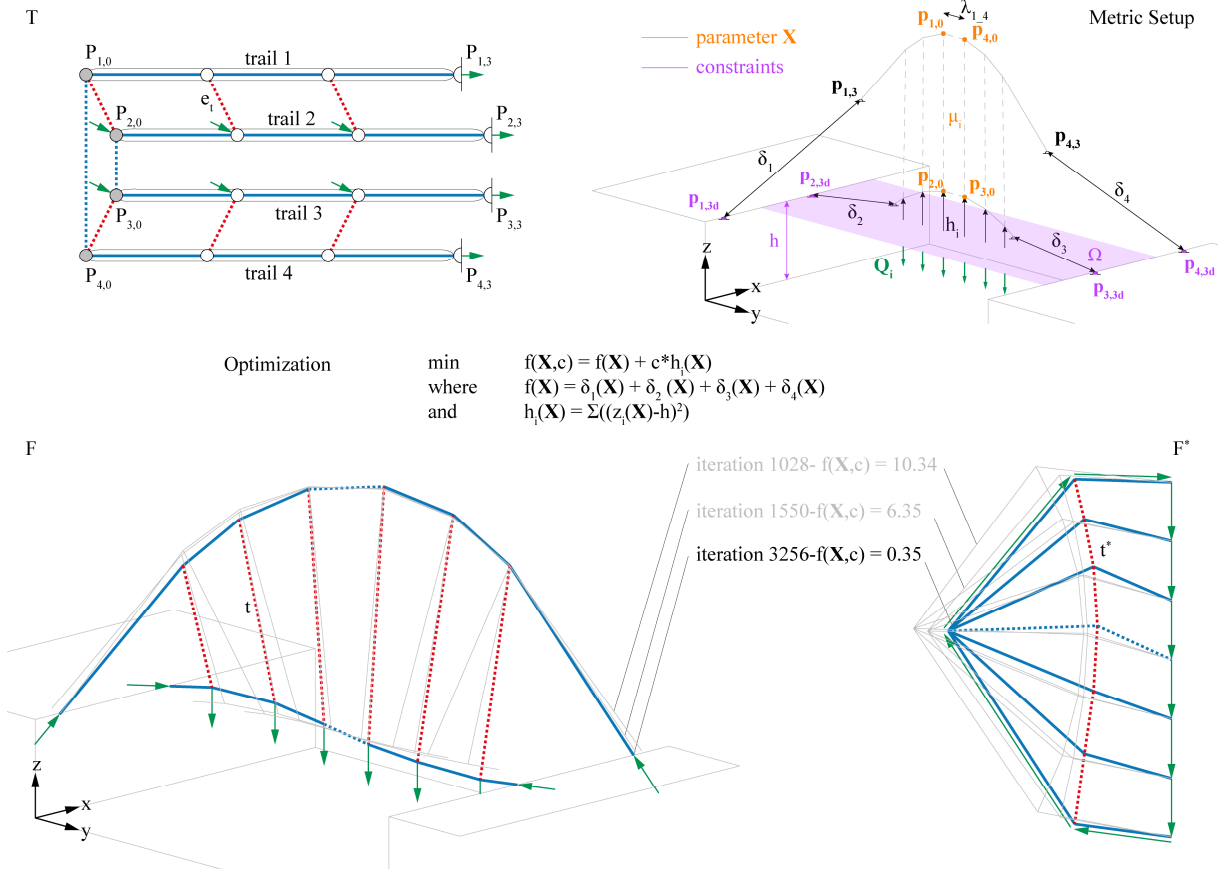 T
P1,0
trail 1
P1,3
et
P2,0
trail 2
P2,3
P3,0
trail 3
P3,3
P4,0
trail 4
P4,3
Metric Setup
parameter X
constraints
λ1_4
p1,0
p4,0
p1,3
p4,3
μi
δ1
δ4
p2,3d
p1,3d
p2,0
p3,0
δ2
hi
δ3
Ω
h
Qi
p3,3d
p4,3d
z
x
y
Optimization
min f(X,c) = f(X) + c*hi(X)
where f(X) = δ1(X) + δ2 (X) + δ3(X) + δ4(X)
and hi(X) = Σ((zi(X)-h)²)
F
F*
iteration 1028- f(X,c) = 10.34
iteration 1550-f(X,c) = 6.35
iteration 3256-f(X,c) = 0.35
t
t*
z
x
y